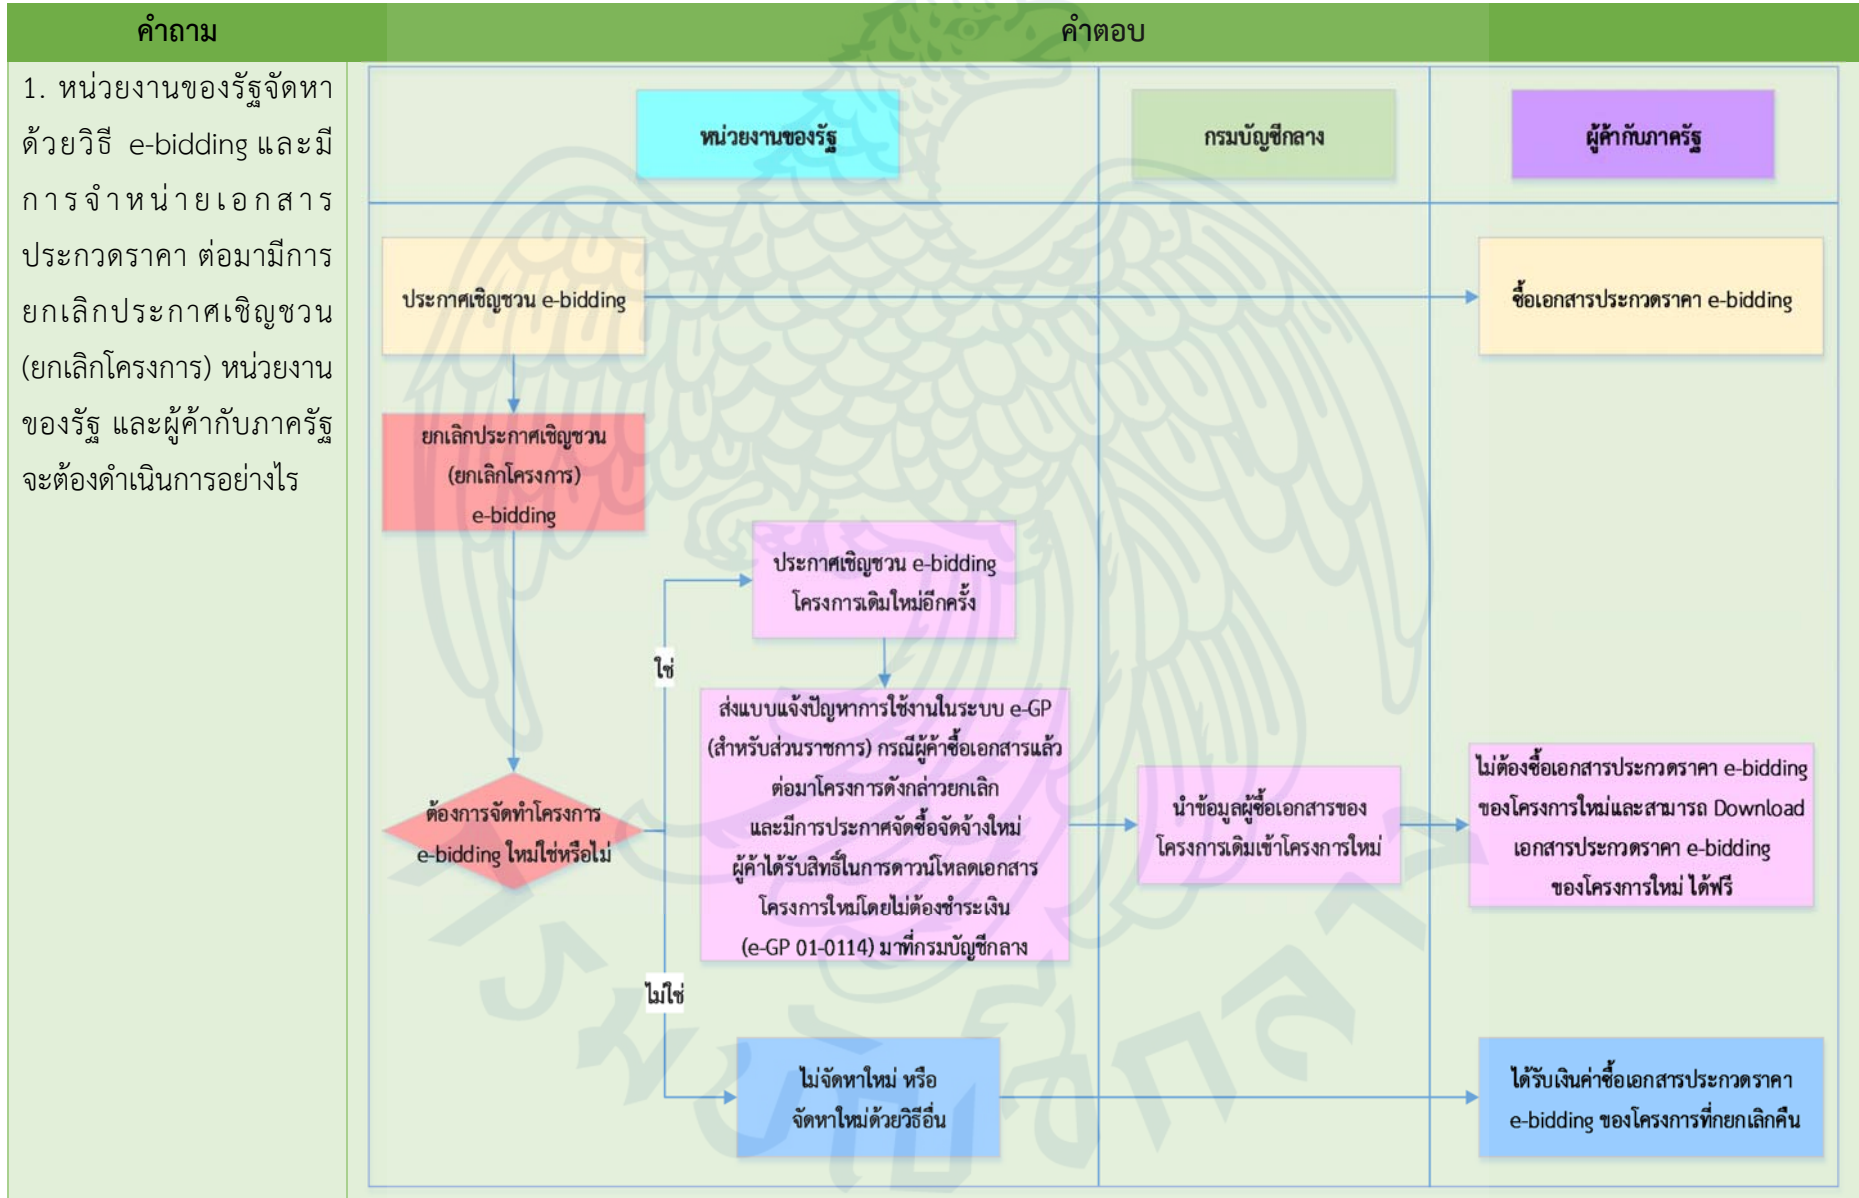 คำถาม
คำตอบ
1. หน่วยงานของรัฐจัดหา
ด้วยวิธี e-bidding และมี
การจำหน่ายเอกสาร
ประกวดราคา ต่อมามีการ
ยกเลิกประกาศเชิญชวน
(ยกเลิกโครงการ) หน่วยงาน
ของรัฐ และผู้ค้ากับภาครัฐ
จะต้องดำเนินการอย่างไร
หน่วยงานของรัฐ
กรมบัญชีกลาง
ผู้ค้ากับภาครัฐ
ประกาศเชิญชวน e-bidding
ซื้อเอกสารประกวดราคา e-bidding
ยกเลิกประกาศเชิญชวน
(ยกเลิกโครงการ)
e-bidding
ประกาศเชิญชวน e-bidding
โครงการเดิมใหม่อีกครั้ง
ใช่
ส่งแบบแจ้งปัญหาการใช้งานในระบบ e-GP
(สำหรับส่วนราชการ) กรณีผู้ค้าซื้อเอกสารแล้ว
ต่อมาโครงการดังกล่าวยกเลิก
และมีการประกาศจัดซื้อจัดจ้างใหม่
ผู้ค้าได้รับสิทธิ์ในการดาวน์โหลดเอกสาร
โครงการใหม่โดยไม่ต้องชำระเงิน
(e-GP 01-0114) มาที่กรมบัญชีกลาง
ต้องการจัดทำโครงการ
e-bidding ใหม่ใช่หรือไม่
นำข้อมูลผู้ซื้อเอกสารของ
โครงการเดิมเข้าโครงการใหม่
ไม่ต้องซื้อเอกสารประกวดราคา e-bidding
ของโครงการใหม่และสามารถ Download
เอกสารประกวดราคา e-bidding
ของโครงการใหม่ ได้ฟรี
ไม่ใช่
ไม่จัดหาใหม่ หรือ
จัดหาใหม่ด้วยวิธีอื่น
ได้รับเงินค่าซื้อเอกสารประกวดราคา
e-bidding ของโครงการที่กยกเลิกคืน
กรมบัญชีกลาง